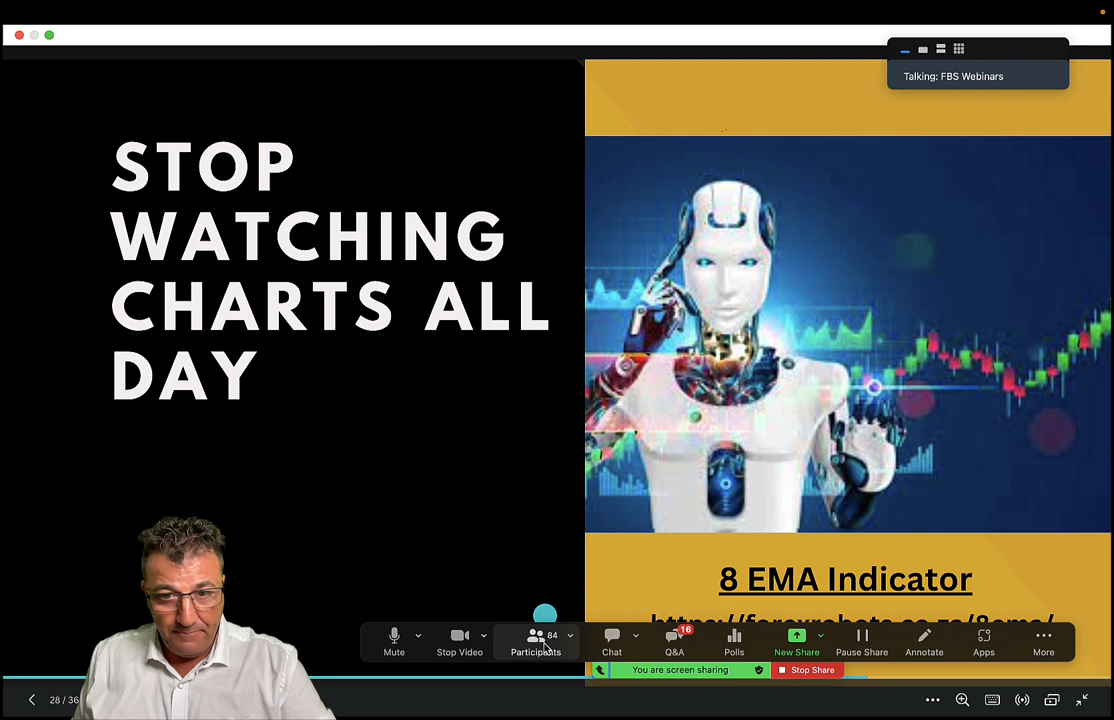 Talking: FBS Webinars
STOP
WATCHING
CHARTS ALL
DAY
8 EMA Indicator
84
16
Mute
Stop Video
Participants
Chat
Q&A
Polls
New Share
Pause Share
Annotate
Apps
More
You are screen sharing
Stop Share
28 / 36